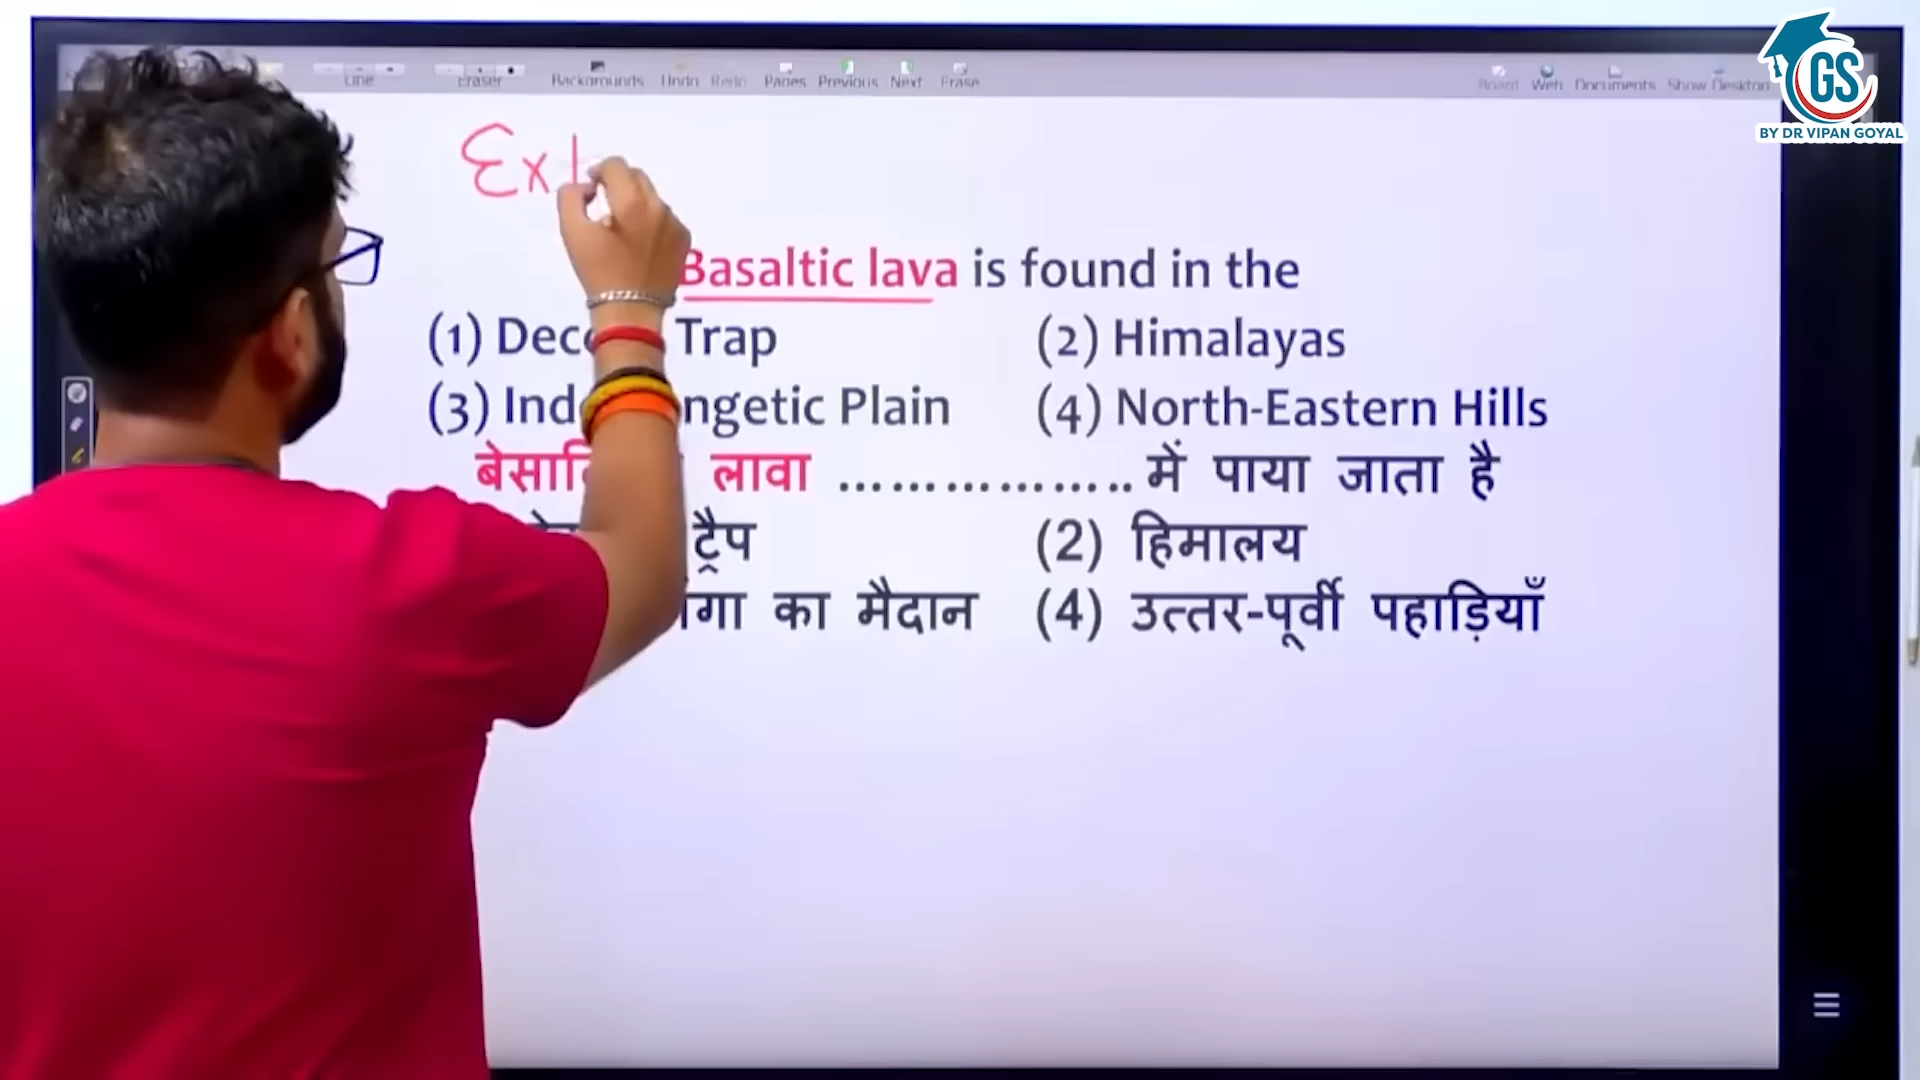 Line Eraser Backgrounds Undo Redo Pages Previous Next Erase Board Web Documents Show Desktop
GS
BY DR VIPAN GOYAL
Ex
Basaltic lava is found in the
(1) Dec Trap (2) Himalayas
(3) Ind ngetic Plain (4) North-Eastern Hills
लावा ................. में पाया जाता है
ट्रैप (2) हिमालय
गंगा का मैदान (4) उत्तर-पूर्वी पहाड़ियाँ